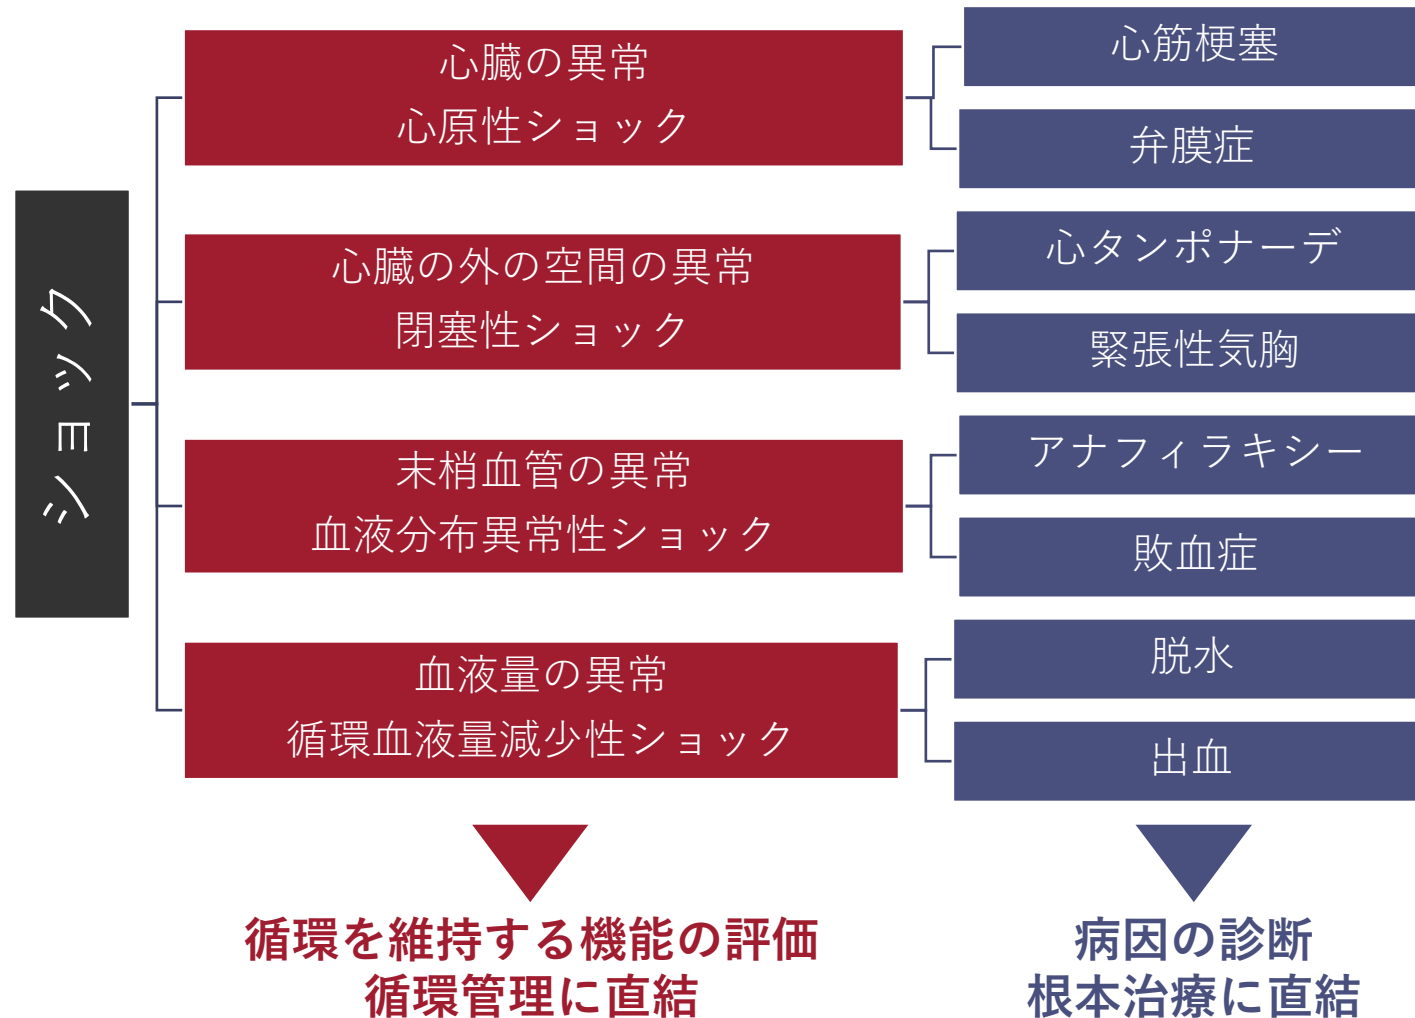 ショック
心臓の異常
心原性ショック
心筋梗塞
弁膜症
心臓の外の空間の異常
閉塞性ショック
心タンポナーデ
緊張性気胸
末梢血管の異常
血液分布異常性ショック
アナフィラキシー
敗血症
血液量の異常
循環血液量減少性ショック
脱水
出血
循環を維持する機能の評価
循環管理に直結
病因の診断
根本治療に直結